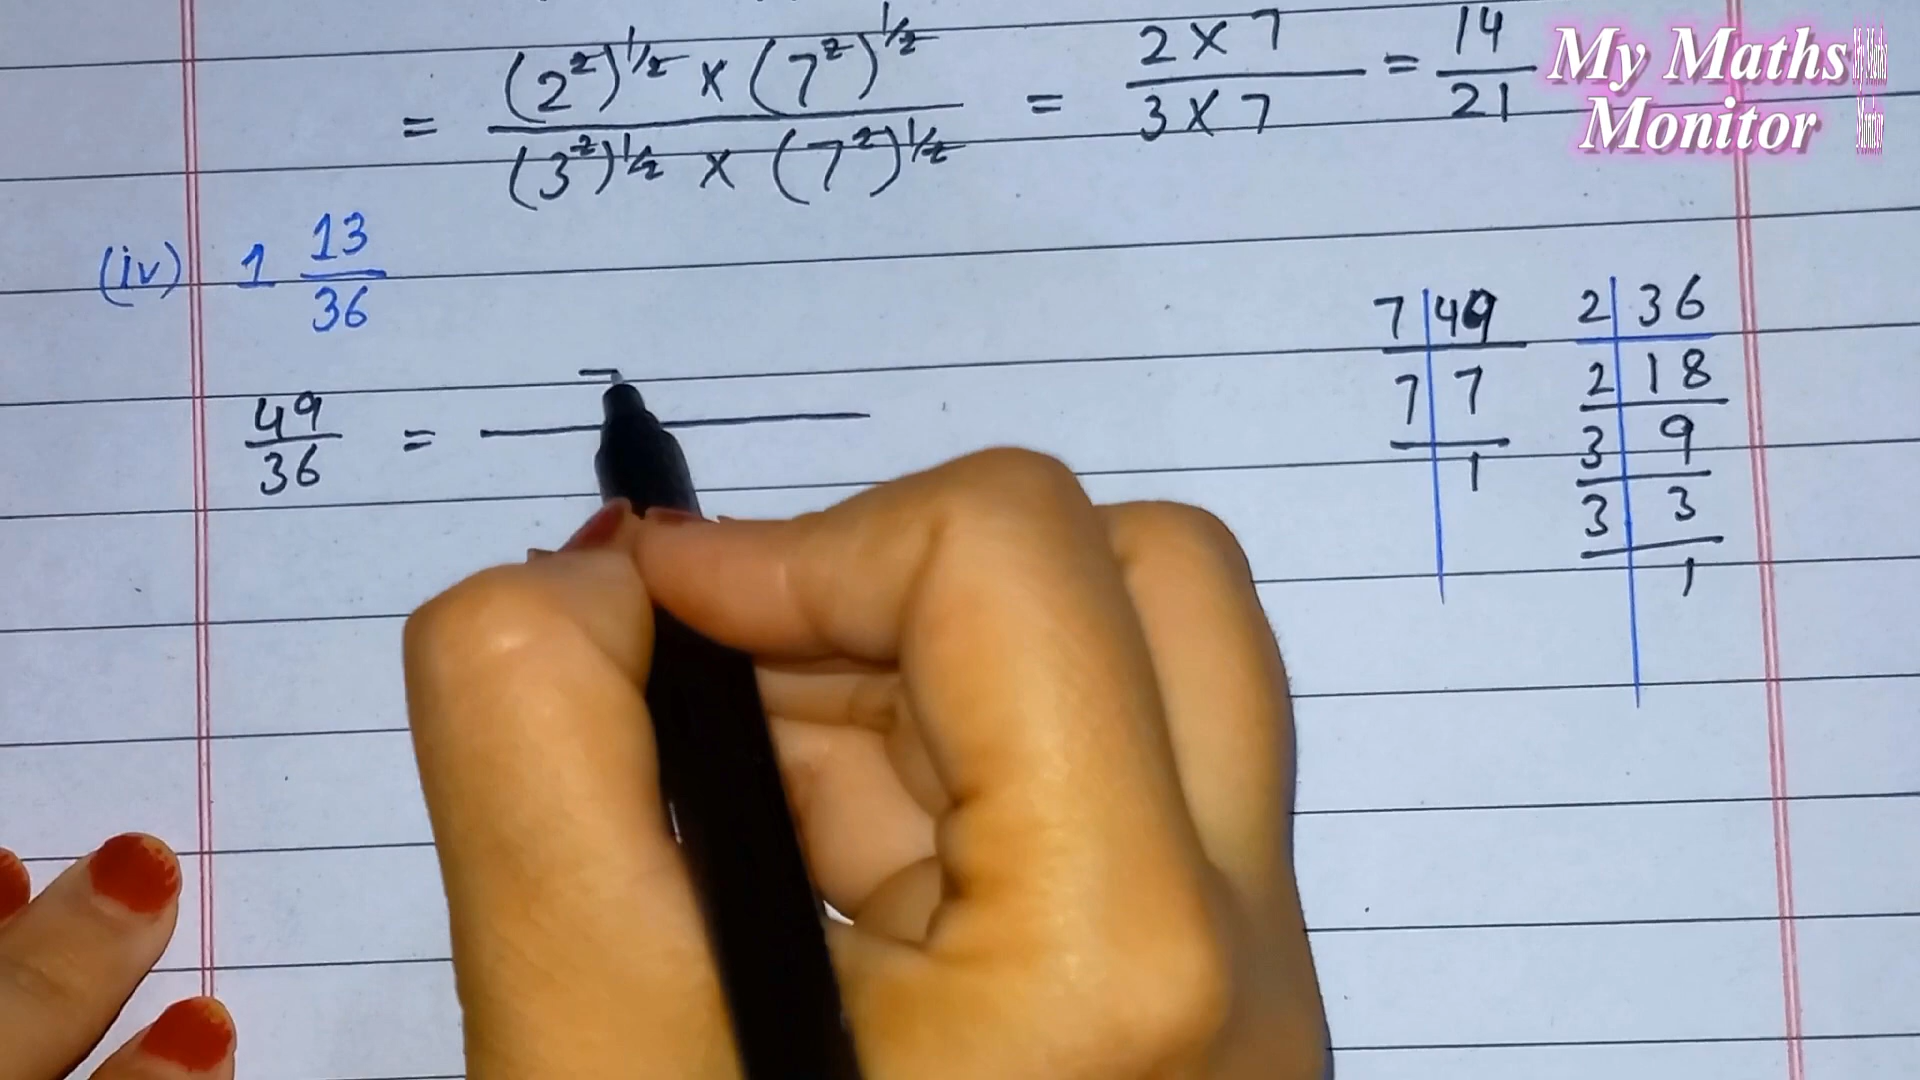 = (2²)^1/2 × (7²)^1/2 / (3²)^1/2 × (7²)^1/2 = 2 × 7 / 3 × 7 = 14/21
My Maths
Monitor
(iv) 1 13/36
49/36 =
7 | 49
7 | 7
1
2 | 36
2 | 18
3 | 9
3 | 3
1